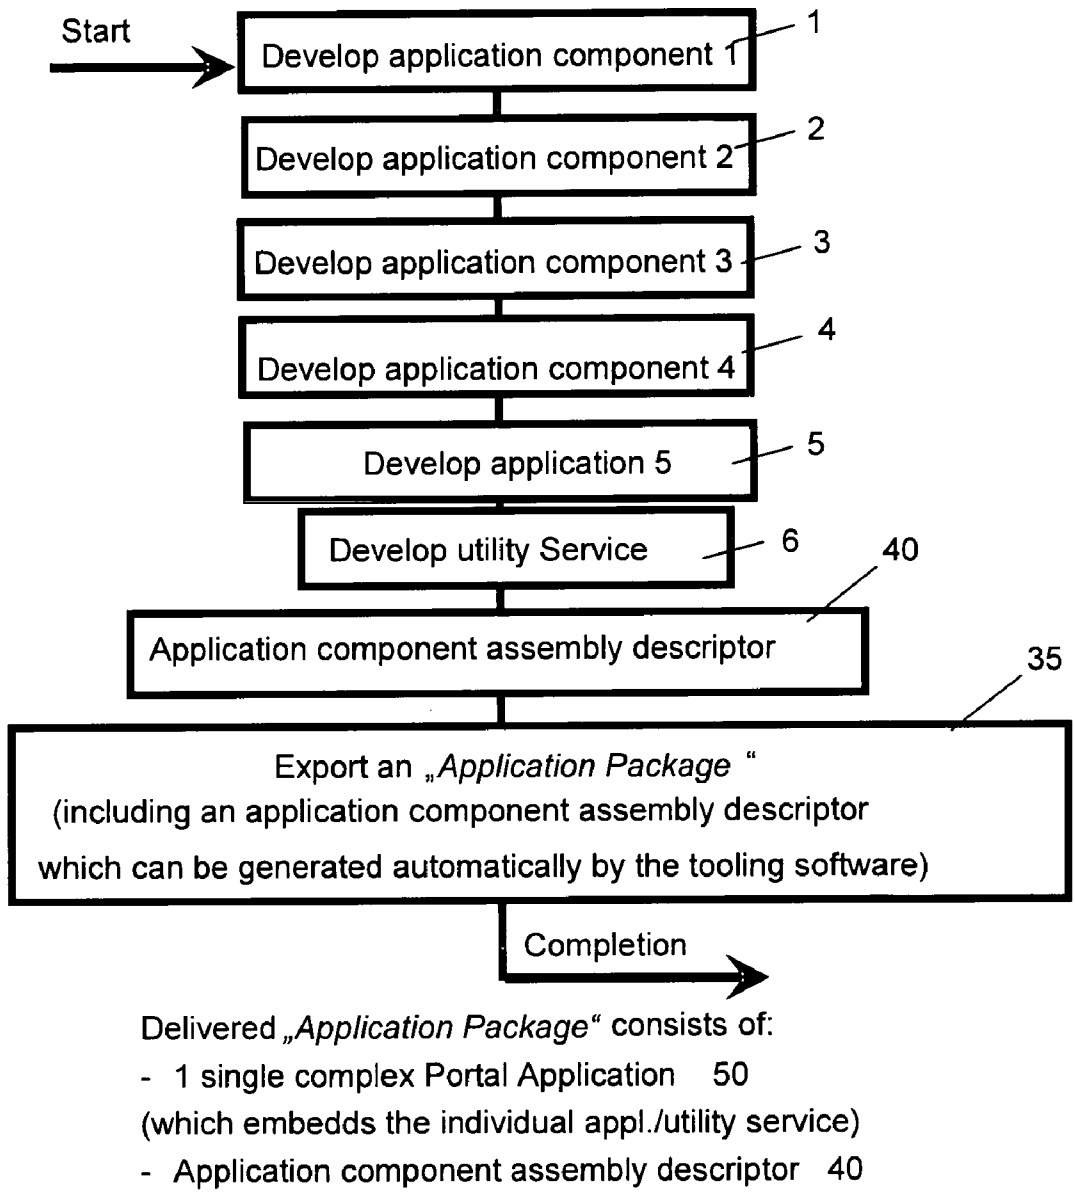 Start
1
Develop application component 1
2
Develop application component 2
3
Develop application component 3
4
Develop application component 4
5
Develop application 5
6
Develop utility Service
40
Application component assembly descriptor
35
Export an „Application Package “
(including an application component assembly descriptor
which can be generated automatically by the tooling software)
Completion
Delivered „Application Package“ consists of:
- 1 single complex Portal Application 50
(which embedds the individual appl./utility service)
- Application component assembly descriptor 40